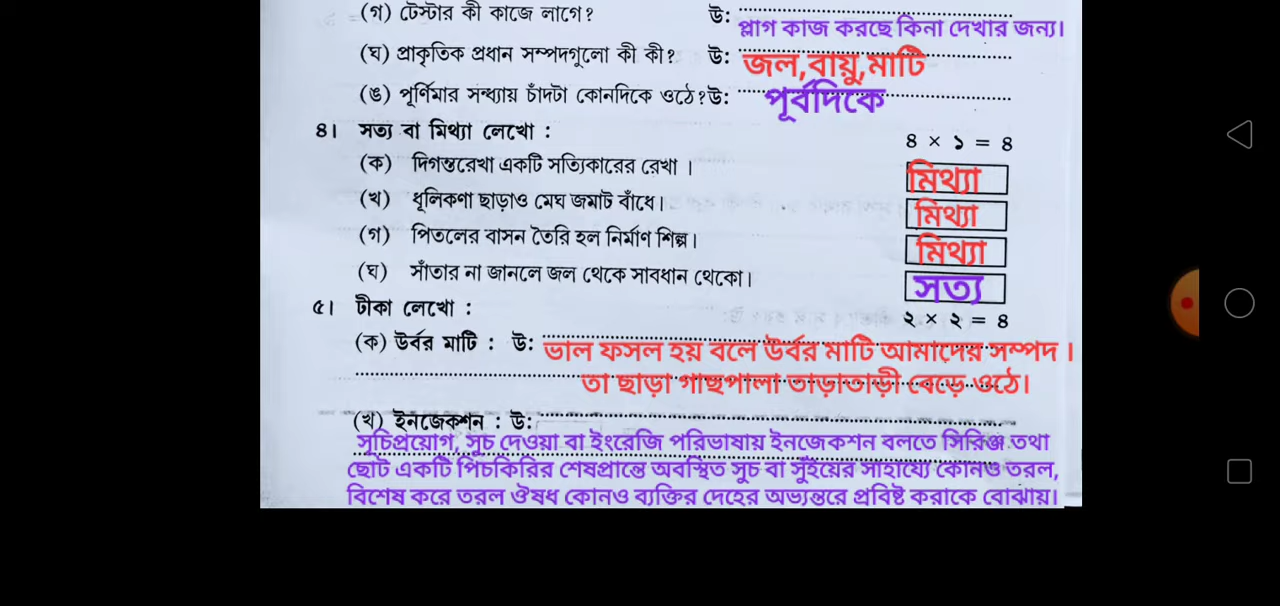 (গ) টেস্টার কী কাজে লাগে? উঃ
প্লাগ কাজ করছে কিনা দেখার জন্য।
(ঘ) প্রাকৃতিক প্রধান সম্পদগুলো কী কী? উঃ জল,বায়ু,মাটি
(ঙ) পূর্ণিমার সন্ধ্যায় চাঁদটা কোনদিকে ওঠে? উঃ পূর্বদিকে
৪। সত্য বা মিথ্যা লেখো : ৪ × ১ = ৪
(ক) দিগন্তরেখা একটি সত্যিকারের রেখা। মিথ্যা
(খ) ধূলিকণা ছাড়াও মেঘ জমাট বাঁধে। মিথ্যা
(গ) পিতলের বাসন তৈরি হল নির্মাণ শিল্প। মিথ্যা
(ঘ) সাঁতার না জানলে জল থেকে সাবধান থেকো। সত্য
৫। টীকা লেখো : ২ × ২ = ৪
(ক) উর্বর মাটি : উঃ ভাল ফসল হয় বলে উর্বর মাটি আমাদের সম্পদ।
তা ছাড়া গাছপালা তাড়াতাড়ী বেড়ে ওঠে।
(খ) ইনজেকশন : উঃ
সূচিপ্রয়োগ, সূচ দেওয়া বা ইংরেজি পরিভাষায় ইনজেকশন বলতে সিরিঞ্জ তথা
ছোট একটি পিচকিরির শেষপ্রান্তে অবস্থিত সূচ বা সুঁইয়ের সাহায্যে কোনও তরল,
বিশেষ করে তরল ঔষধ কোনও ব্যক্তির দেহের অভ্যন্তরে প্রবিষ্ট করাকে বোঝায়।